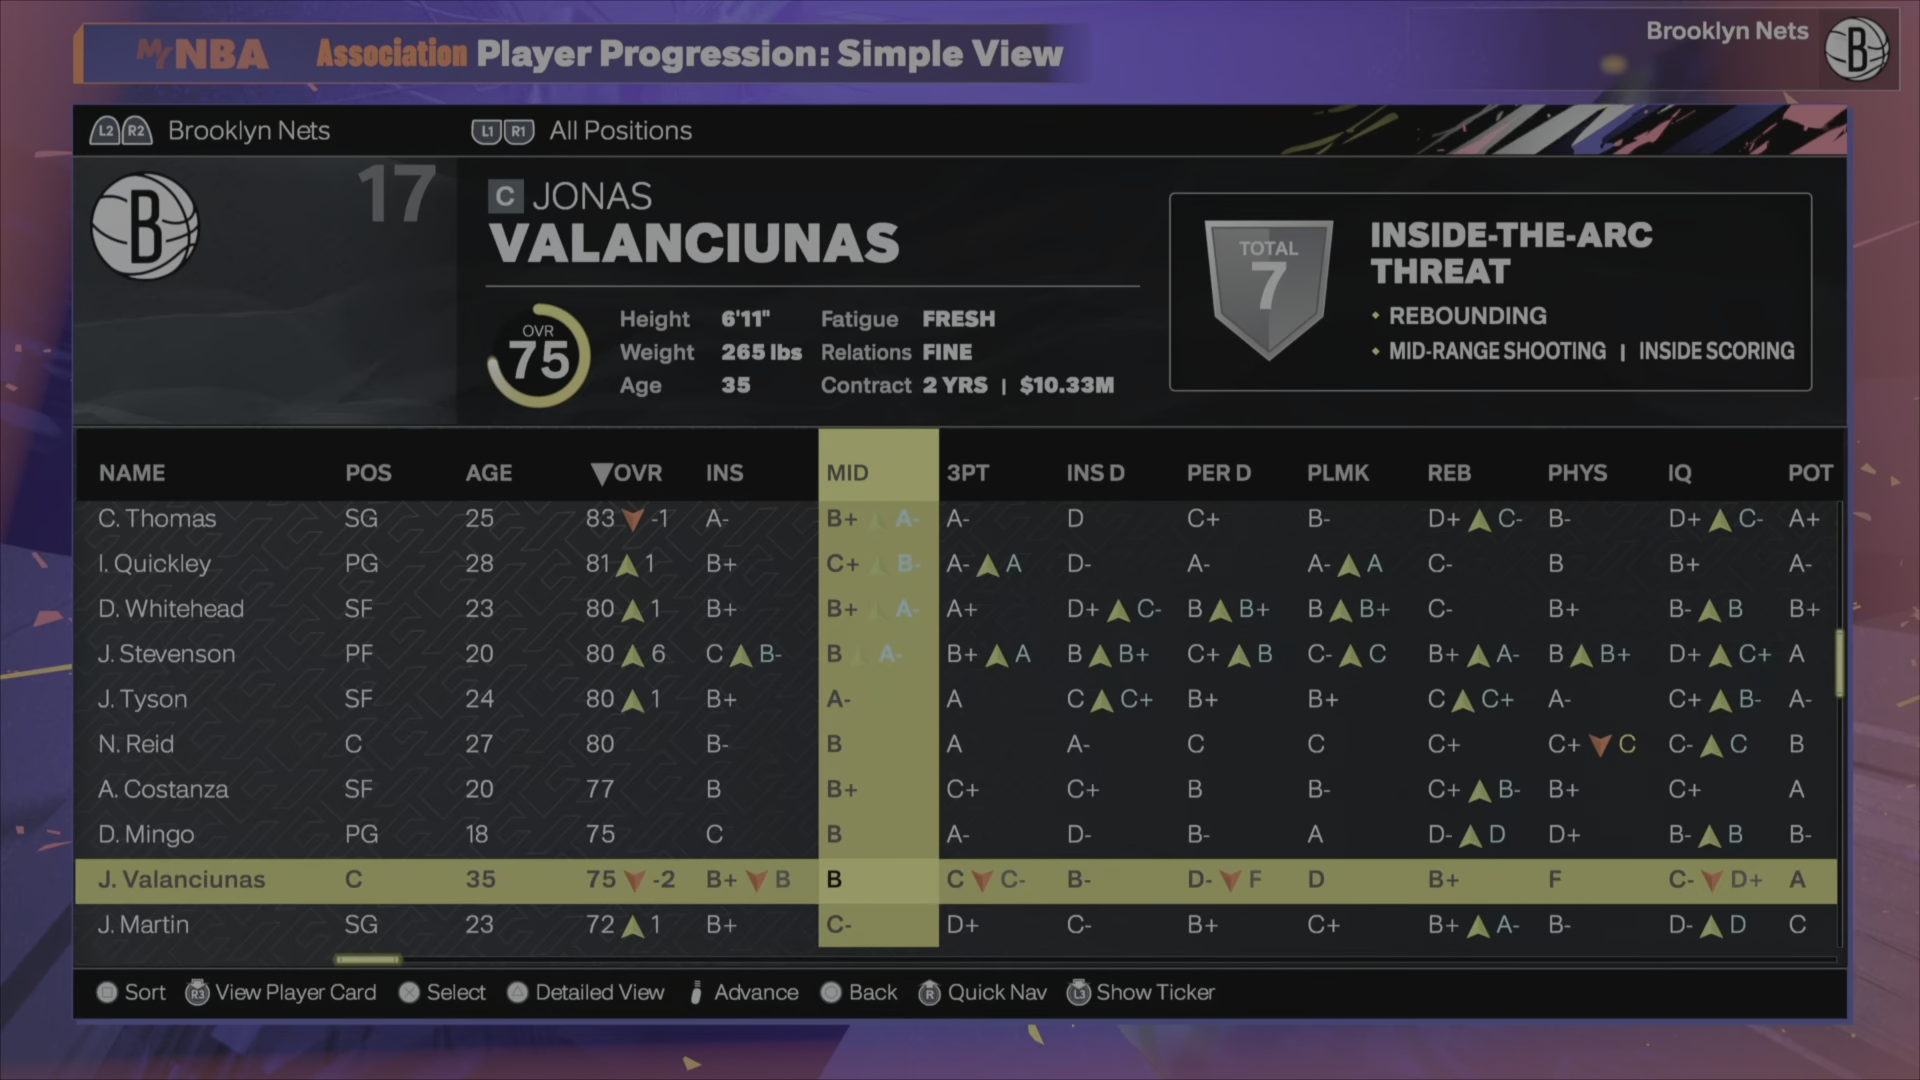 MyNBA Association Player Progression: Simple View
Brooklyn Nets
B
L2 R2 Brooklyn Nets L1 R1 All Positions
B
17
C JONAS
VALANCIUNAS
OVR
75
Height 6'11" Fatigue FRESH
Weight 265 lbs Relations FINE
Age 35 Contract 2 YRS | $10.33M
TOTAL
7
INSIDE-THE-ARC
THREAT
REBOUNDING
MID-RANGE SHOOTING | INSIDE SCORING
NAME POS AGE OVR INS MID 3PT INS D PER D PLMK REB PHYS IQ POT
C. Thomas SG 25 83 -1 A- B+ A- A- D C+ B- D+ C- B- D+ C- A+
I. Quickley PG 28 81 1 B+ C+ B- A- A D- A- A- A C- B B+ A-
D. Whitehead SF 23 80 1 B+ B+ A- A+ D+ C- B B+ B B+ C- B+ B- B B+
J. Stevenson PF 20 80 6 C B- B A- B+ A B B+ C+ B C- C B+ A- B B+ D+ C+ A
J. Tyson SF 24 80 1 B+ A- A C C+ B+ B+ C C+ A- C+ B- A-
N. Reid C 27 80 B- B A A- C C C+ C+ C C- C B
A. Costanza SF 20 77 B B+ C+ C+ B B- C+ B- B+ C+ A
D. Mingo PG 18 75 C B A- D- B- A D- D D+ B- B B-
J. Valanciunas C 35 75 -2 B+ B B C C- B- D- F D B+ F C- D+ A
J. Martin SG 23 72 1 B+ C- D+ C- B+ C+ B+ A- B- D- D C
Sort R3 View Player Card Select Detailed View Advance Back R Quick Nav L3 Show Ticker